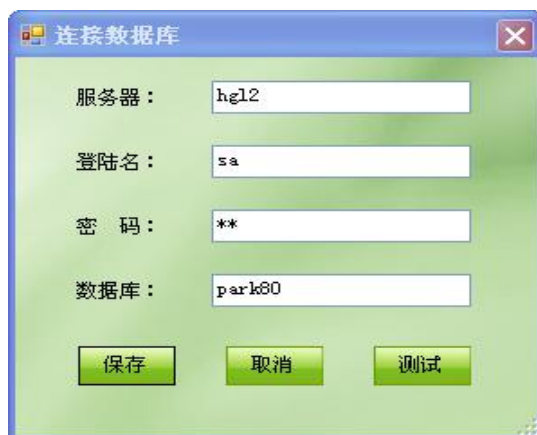 连接数据库
服务器： hgl2
登陆名： sa
密 码： **
数据库： park80
保存 取消 测试